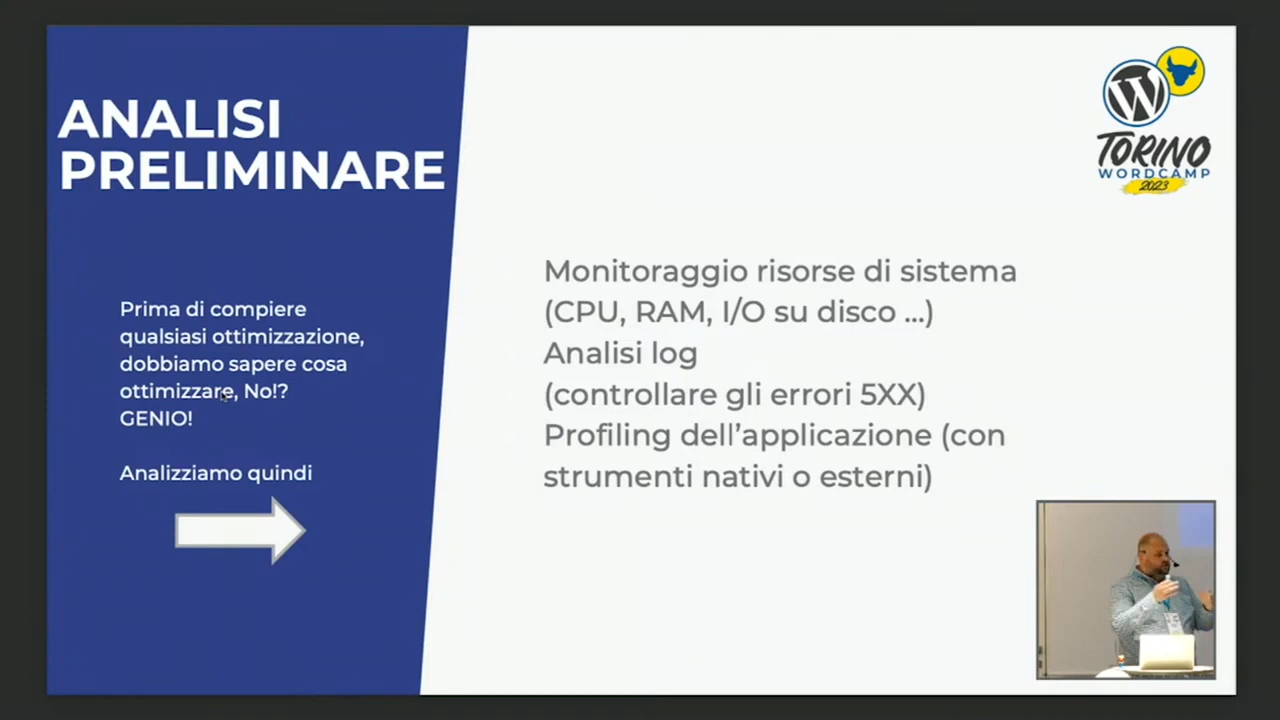 ANALISI
PRELIMINARE
Prima di compiere
qualsiasi ottimizzazione,
dobbiamo sapere cosa
ottimizzare, No!?
GENIO!
Analizziamo quindi
W
TORINO
WORDCAMP
2023
Monitoraggio risorse di sistema
(CPU, RAM, I/O su disco ...)
Analisi log
(controllare gli errori 5XX)
Profiling dell’applicazione (con
strumenti nativi o esterni)